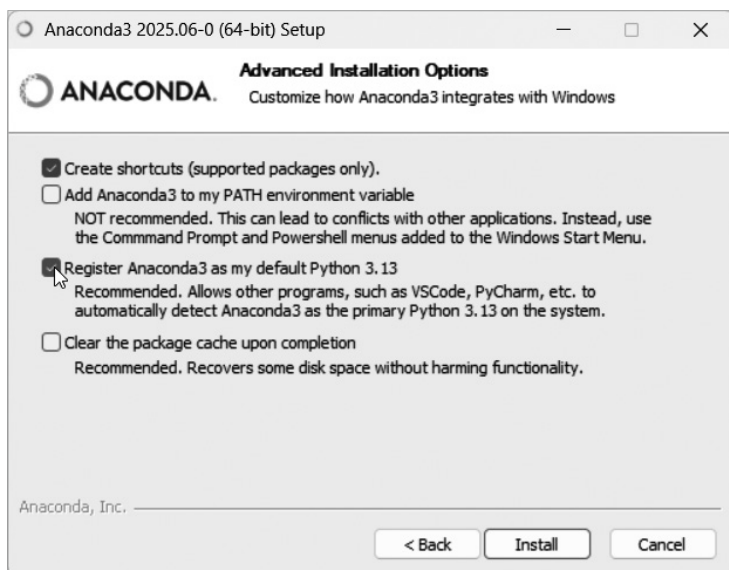 Anaconda3 2025.06-0 (64-bit) Setup
ANACONDA.
Advanced Installation Options
Customize how Anaconda3 integrates with Windows
Create shortcuts (supported packages only).
Add Anaconda3 to my PATH environment variable
NOT recommended. This can lead to conflicts with other applications. Instead, use
the Commmand Prompt and Powershell menus added to the Windows Start Menu.
Register Anaconda3 as my default Python 3.13
Recommended. Allows other programs, such as VSCode, PyCharm, etc. to
automatically detect Anaconda3 as the primary Python 3.13 on the system.
Clear the package cache upon completion
Recommended. Recovers some disk space without harming functionality.
Anaconda, Inc.
< Back
Install
Cancel